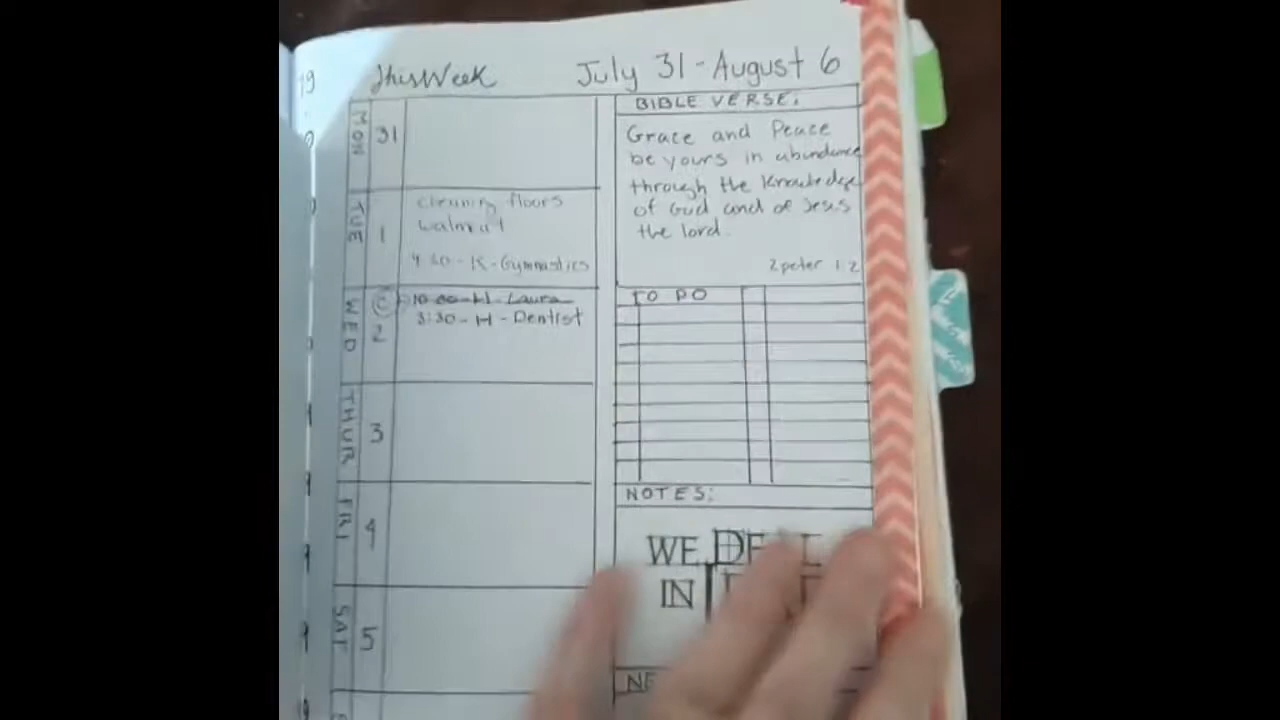 19
This Week
July 31 - August 6
MON
31
TUE
1
cleaning floors
walmart
4:30 - K - Gymnastics
WED
2
C
10:00 - H - Laura
3:30 - H - Dentist
THUR
3
FRI
4
SAT
5
BIBLE VERSE:
Grace and Peace
be yours in abundance
through the knowledge
of God and of Jesus
the lord.
2 peter 1:2
TO DO
NOTES:
WE
IN
NE